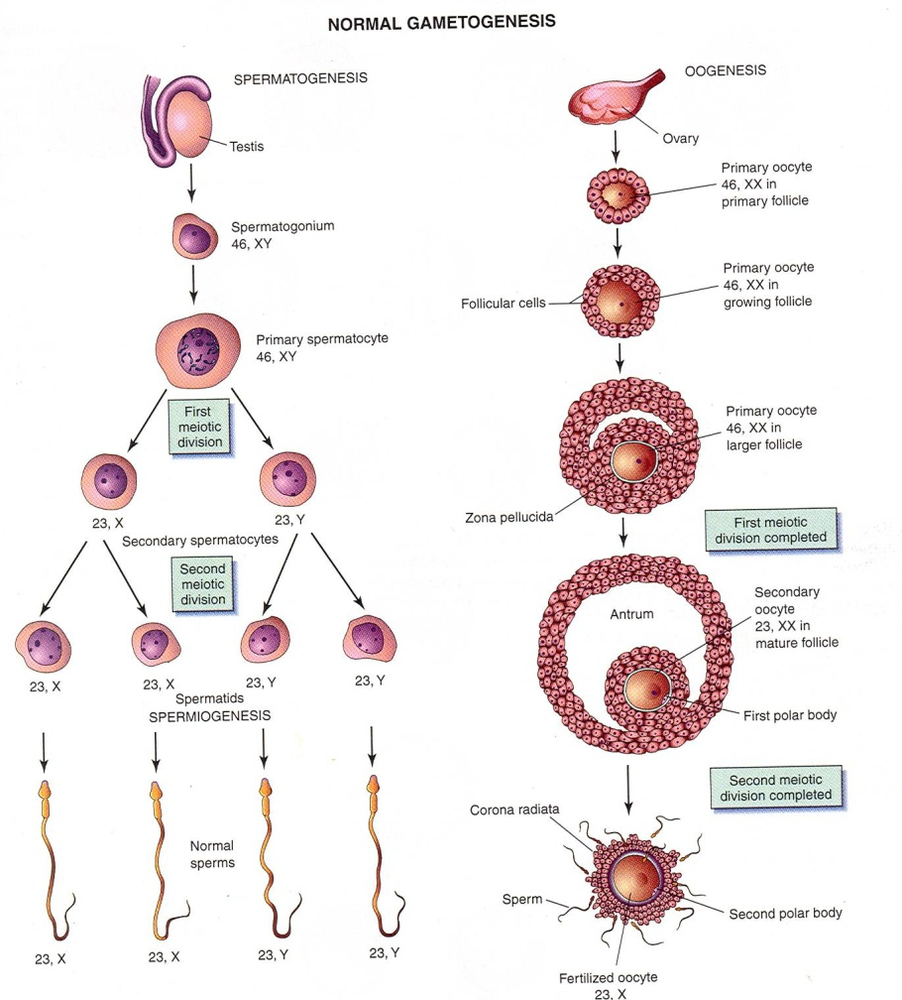 NORMAL GAMETOGENESIS
SPERMATOGENESIS
Testis
Spermatogonium
46, XY
Primary spermatocyte
46, XY
First
meiotic
division
23, X
23, Y
Secondary spermatocytes
Second
meiotic
division
23, X
23, X
23, Y
23, Y
Spermatids
SPERMIOGENESIS
Normal
sperms
23, X
23, X
23, Y
23, Y
OOGENESIS
Ovary
Primary oocyte
46, XX in
primary follicle
Follicular cells
Primary oocyte
46, XX in
growing follicle
Primary oocyte
46, XX in
larger follicle
Zona pellucida
First meiotic
division completed
Antrum
Secondary
oocyte
23, XX in
mature follicle
First polar body
Second meiotic
division completed
Corona radiata
Sperm
Second polar body
Fertilized oocyte
23, X